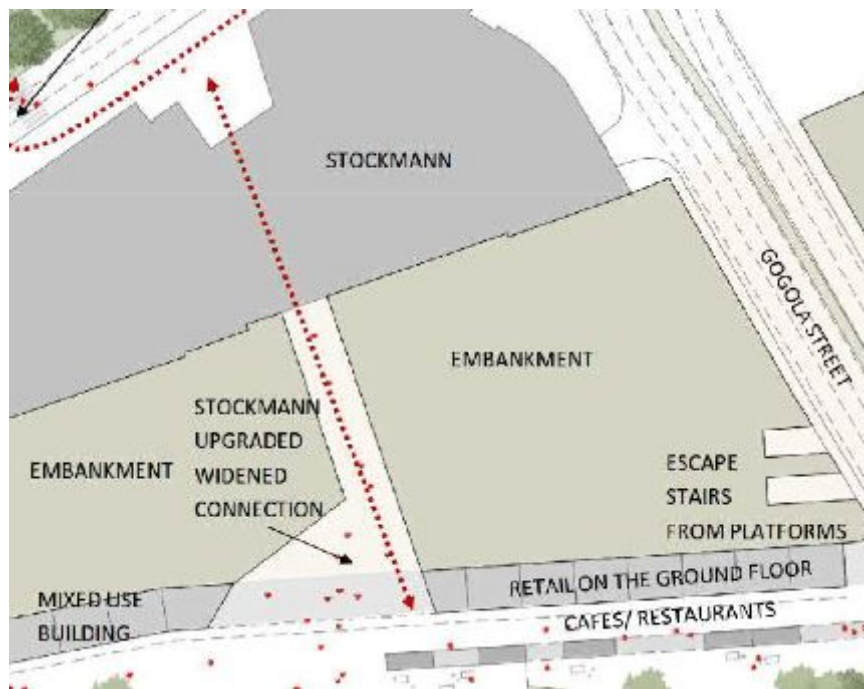 STOCKMANN
GOGOLA STREET
EMBANKMENT
STOCKMANN
UPGRADED
WIDENED
CONNECTION
EMBANKMENT
ESCAPE
STAIRS
FROM PLATFORMS
RETAIL ON THE GROUND FLOOR
MIXED USE
BUILDING
CAFES/ RESTAURANTS